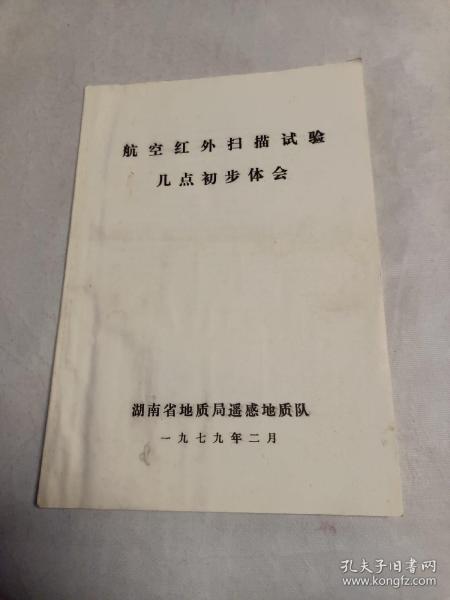 航空红外扫描试验
几点初步体会
湖南省地质局遥感地质队
一九七九年二月
孔夫子旧书网
www.kongfz.com